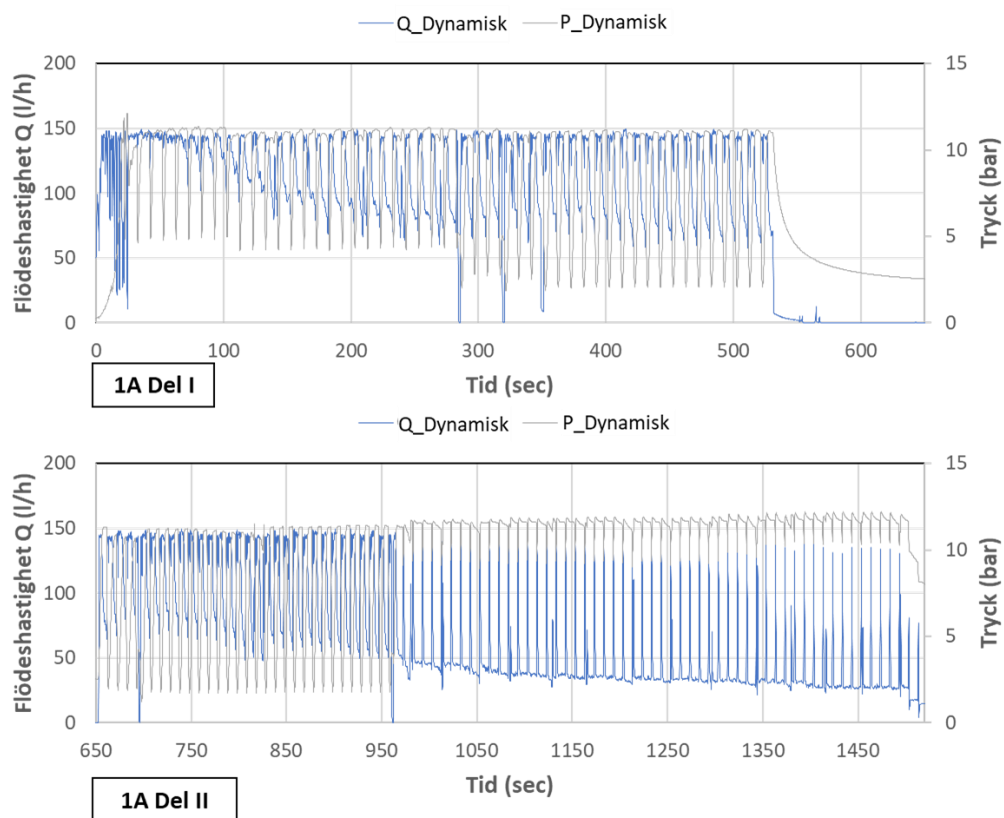 Q_Dynamisk P_Dynamisk
200 15
150 10
100
50 5
0 0
Flödeshastighet Q (l/h)
Tryck (bar)
0 100 200 300 400 500 600
Tid (sec)
1A Del I
Q_Dynamisk P_Dynamisk
200 15
150 10
100
50 5
0 0
Flödeshastighet Q (l/h)
Tryck (bar)
650 750 850 950 1050 1150 1250 1350 1450
Tid (sec)
1A Del II